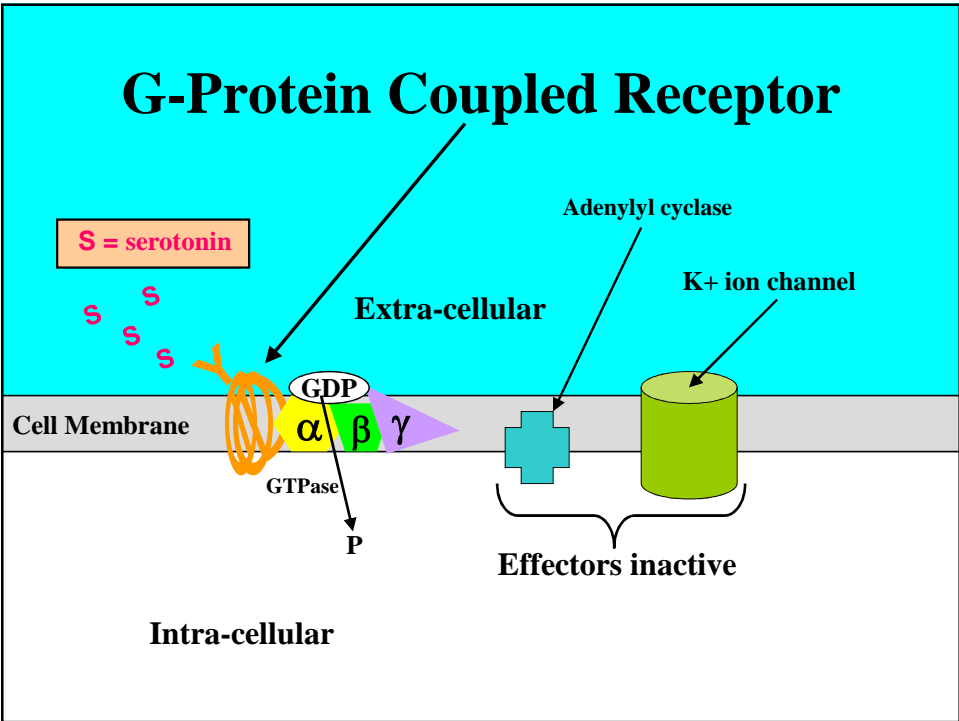 G-Protein Coupled Receptor
Adenylyl cyclase
S = serotonin
K+ ion channel
S
S
S
S
Extra-cellular
GDP
Cell Membrane
α β γ
GTPase
P
Effectors inactive
Intra-cellular